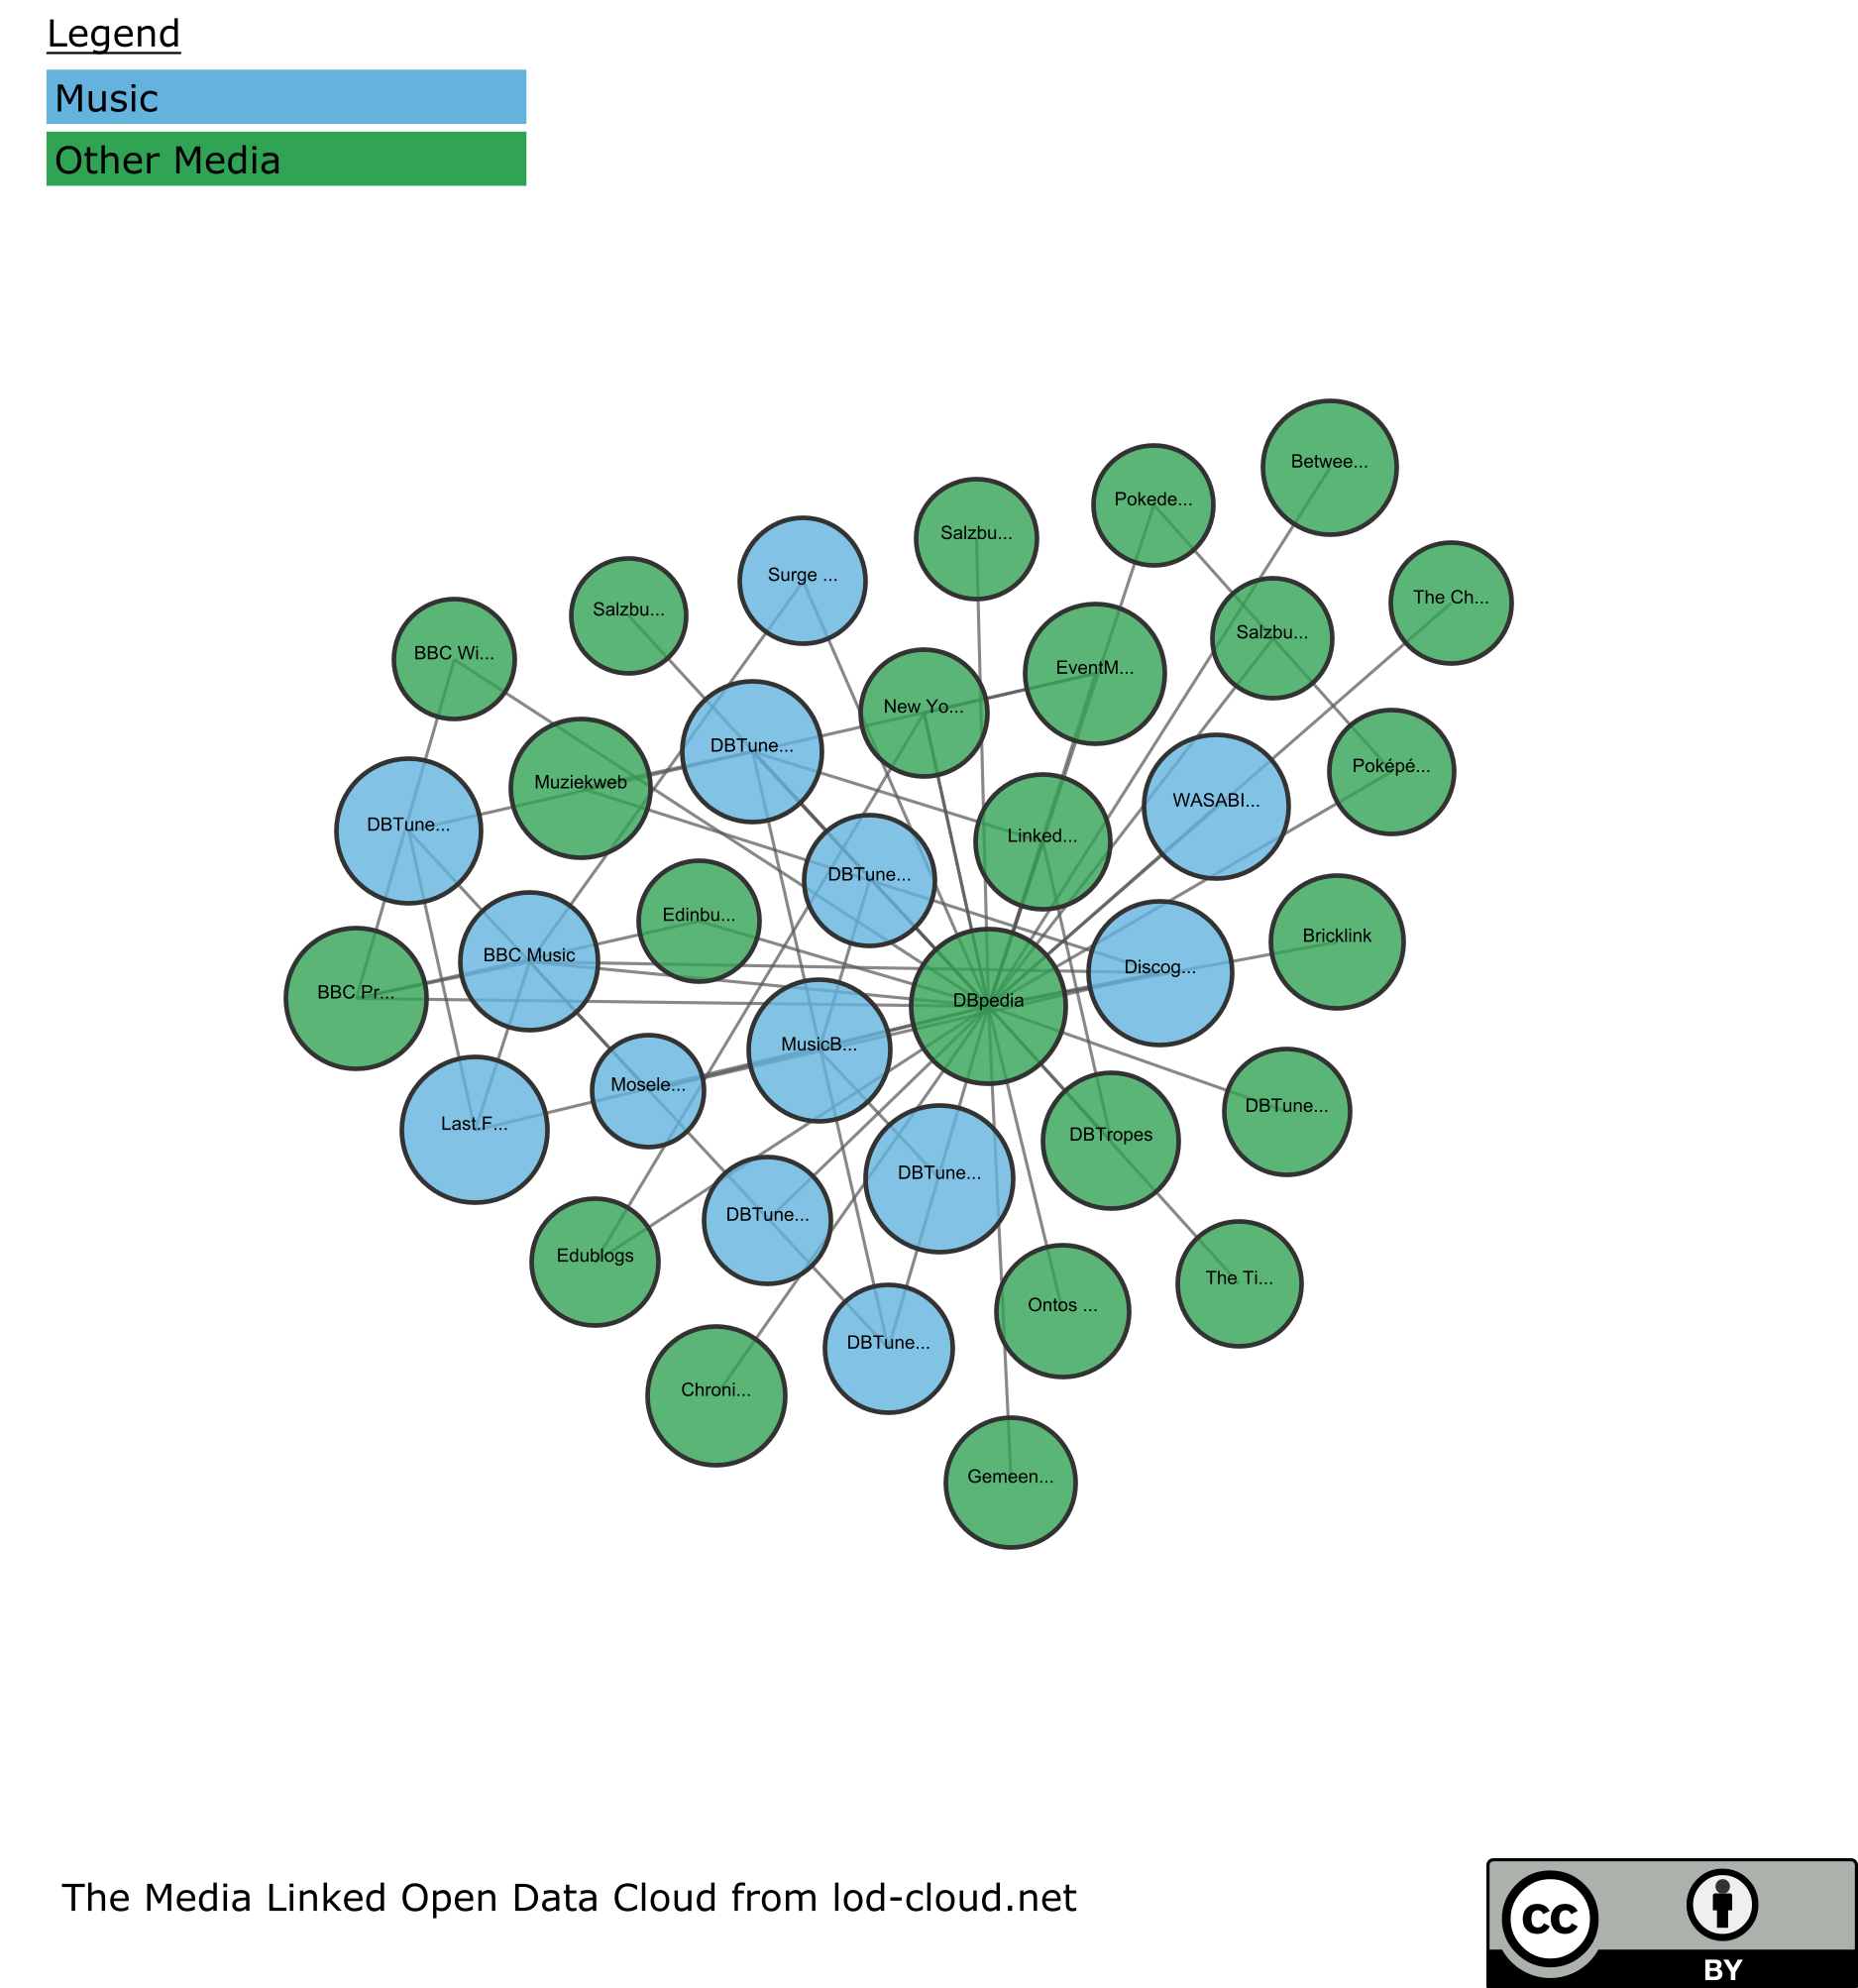 Legend
Music
Other Media
Betwee...
Pokede...
Salzbu...
Surge ...
The Ch...
Salzbu...
Salzbu...
BBC Wi...
EventM...
New Yo...
DBTune...
Poképé...
Muziekweb
WASABI...
DBTune...
Linked...
DBTune...
Edinbu...
Bricklink
BBC Music
Discog...
BBC Pr...
DBpedia
MusicB...
Mosele...
DBTune...
Last.F...
DBTropes
DBTune...
DBTune...
Edublogs
The Ti...
Ontos ...
DBTune...
Chroni...
Gemeen...
The Media Linked Open Data Cloud from lod-cloud.net
cc
BY